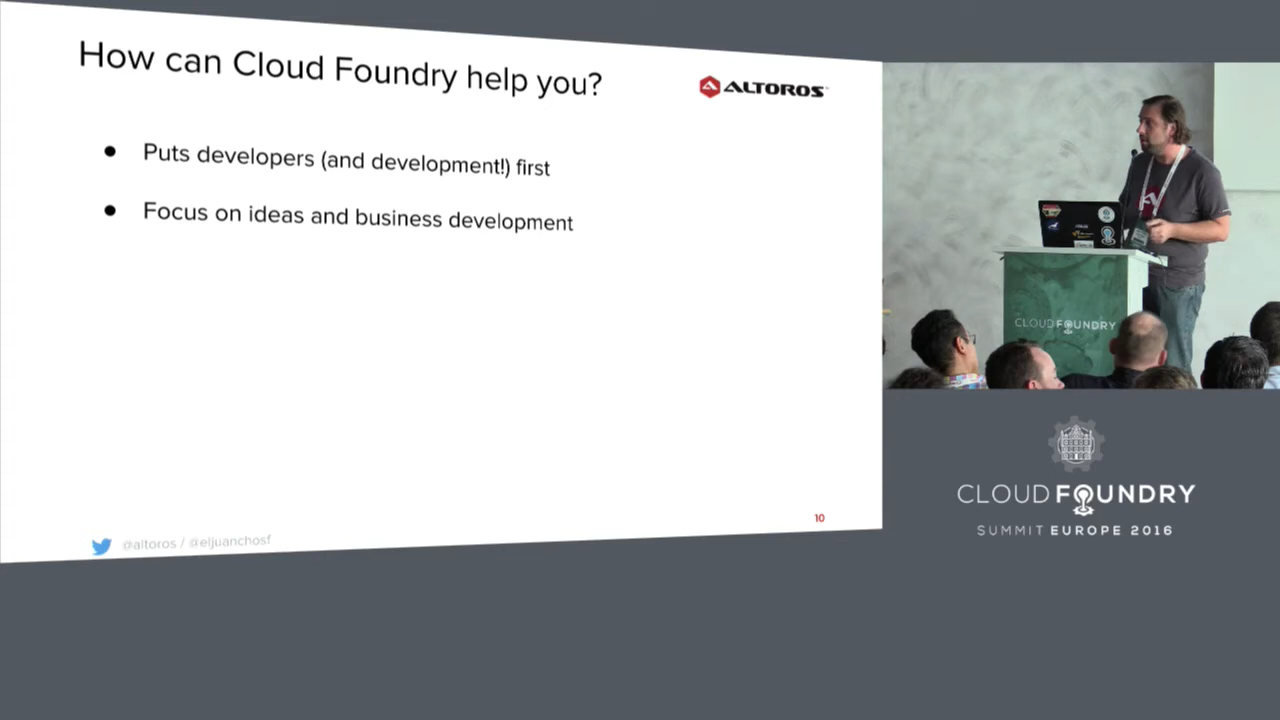 How can Cloud Foundry help you?
ALTOROS
● Puts developers (and development!) first
● Focus on ideas and business development
10
@altoros / @eljuanchosf
CLOUD FOUNDRY
CLOUD FOUNDRY
SUMMIT EUROPE 2016